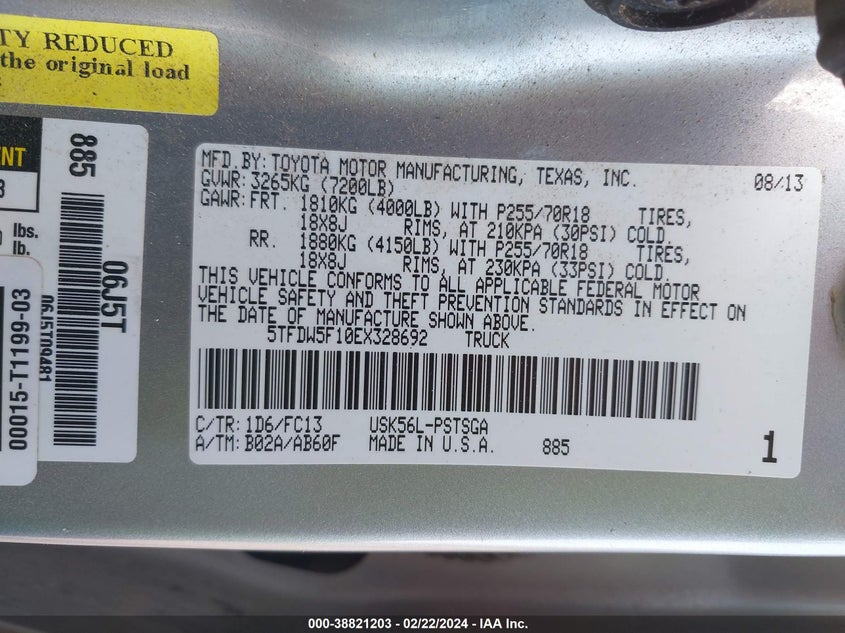 TY REDUCED
the original load
ENT
lbs.
lb.
885
06J5T
06J5T09481
00015-T1199-03
MFD.BY:TOYOTA MOTOR MANUFACTURING, TEXAS, INC. 08/13
GVWR:3265KG (7200LB)
GAWR:FRT. 1810KG (4000LB) WITH P255/70R18 TIRES,
18X8J RIMS, AT 210KPA (30PSI) COLD
RR. 1880KG (4150LB) WITH P255/70R18 TIRES,
18X8J RIMS, AT 230KPA (33PSI) COLD
THIS VEHICLE CONFORMS TO ALL APPLICABLE FEDERAL MOTOR
VEHICLE SAFETY AND THEFT PREVENTION STANDARDS IN EFFECT ON
THE DATE OF MANUFACTURE SHOWN ABOVE.
5TFDW5F10EX328692 TRUCK
C/TR:1D6/FC13 USK56L-PSTSGA
A/TM:B02A/AB60F MADE IN U.S.A. 885 1
000-38821203 - 02/22/2024 - IAA Inc.